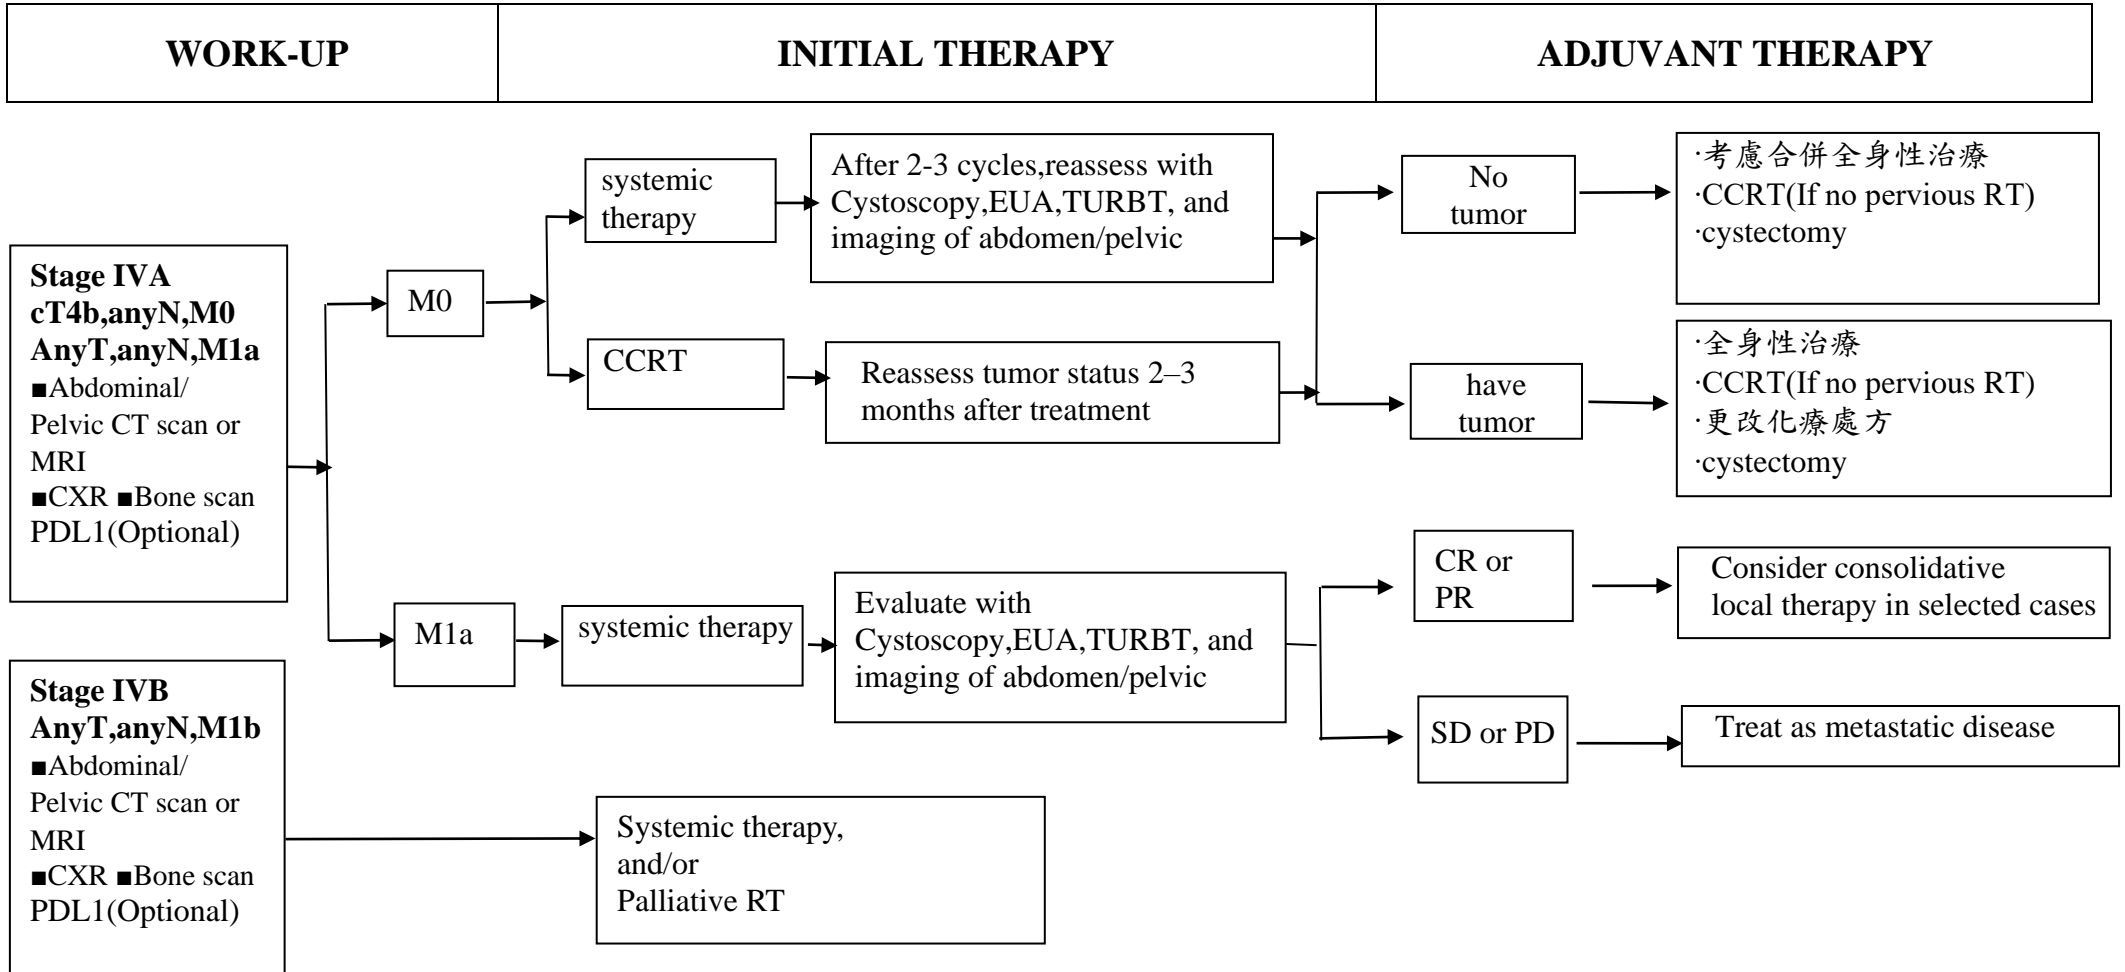 WORK-UP
INITIAL THERAPY
ADJUVANT THERAPY
Stage IVA
cT4b,anyN,M0
AnyT,anyN,M1a
■Abdominal/
Pelvic CT scan or
MRI
■CXR ■Bone scan
PDL1(Optional)
M0
systemic
therapy
After 2-3 cycles,reassess with
Cystoscopy,EUA,TURBT, and
imaging of abdomen/pelvic
CCRT
Reassess tumor status 2–3
months after treatment
No
tumor
·考慮合併全身性治療
·CCRT(If no pervious RT)
·cystectomy
have
tumor
·全身性治療
·CCRT(If no pervious RT)
·更改化療處方
·cystectomy
M1a
systemic therapy
Evaluate with
Cystoscopy,EUA,TURBT, and
imaging of abdomen/pelvic
CR or
PR
Consider consolidative
local therapy in selected cases
SD or PD
Treat as metastatic disease
Stage IVB
AnyT,anyN,M1b
■Abdominal/
Pelvic CT scan or
MRI
■CXR ■Bone scan
PDL1(Optional)
Systemic therapy,
and/or
Palliative RT